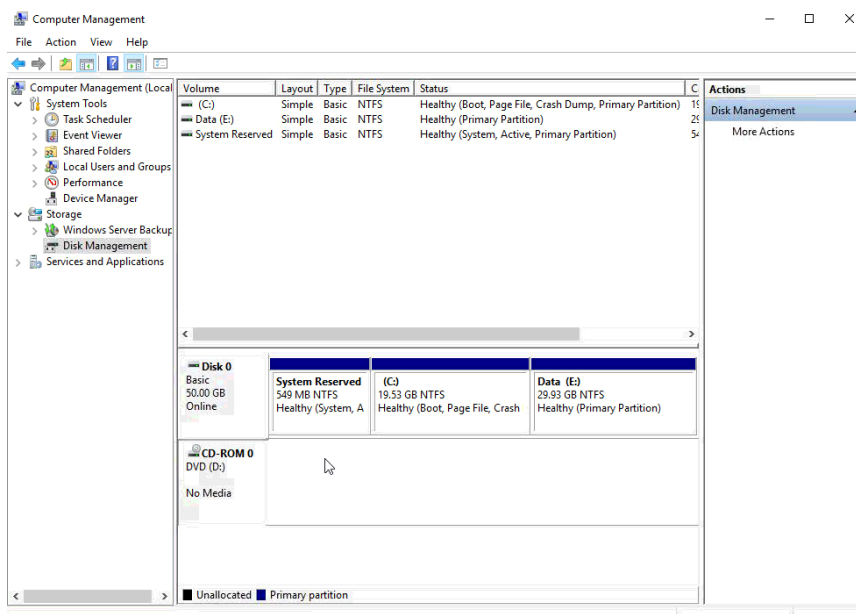 Computer Management
File Action View Help
Computer Management (Local
System Tools
Task Scheduler
Event Viewer
Shared Folders
Local Users and Groups
Performance
Device Manager
Storage
Windows Server Backup
Disk Management
Services and Applications
Volume Layout Type File System Status C
(C:) Simple Basic NTFS Healthy (Boot, Page File, Crash Dump, Primary Partition) 19
Data (E:) Simple Basic NTFS Healthy (Primary Partition) 29
System Reserved Simple Basic NTFS Healthy (System, Active, Primary Partition) 54
Disk 0
Basic
50.00 GB
Online
System Reserved
549 MB NTFS
Healthy (System, A
(C:)
19.53 GB NTFS
Healthy (Boot, Page File, Crash
Data (E:)
29.93 GB NTFS
Healthy (Primary Partition)
CD-ROM 0
DVD (D:)
No Media
Unallocated Primary partition
Actions
Disk Management
More Actions